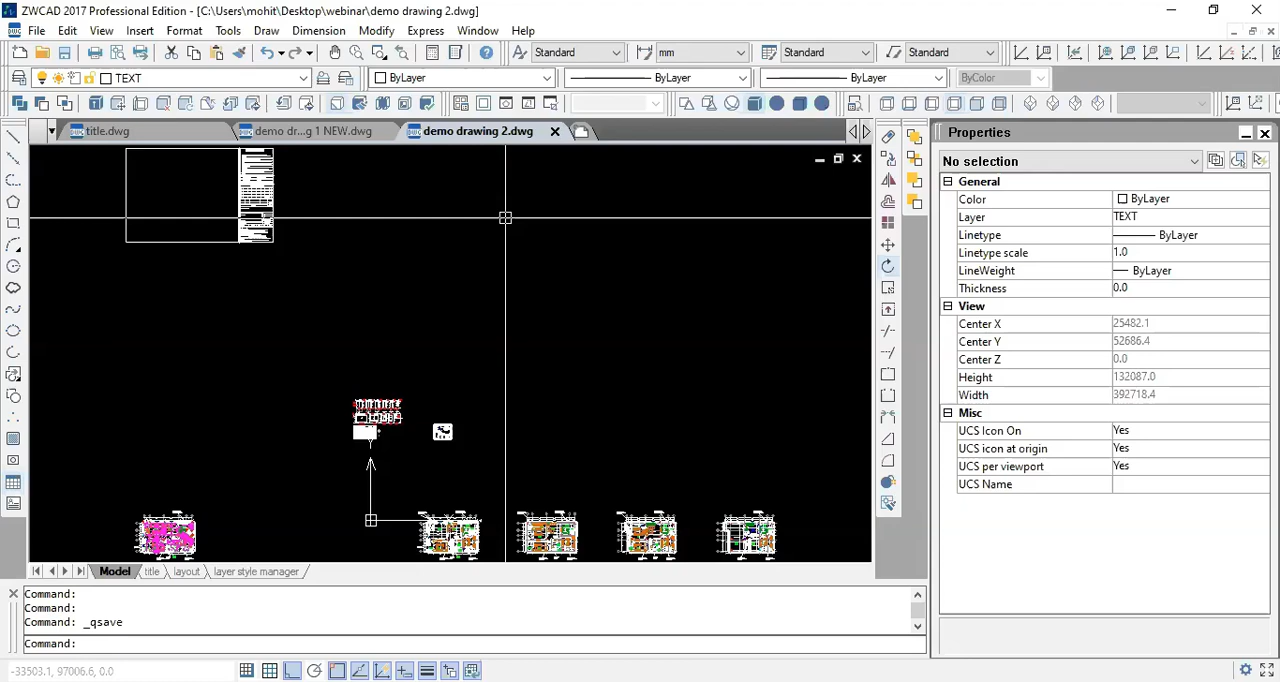 ZWCAD 2017 Professional Edition - [C:\Users\mohit\Desktop\webinar\demo drawing 2.dwg]
File Edit View Insert Format Tools Draw Dimension Modify Express Window Help
Standard mm Standard Standard
TEXT ByLayer ByLayer ByLayer ByColor
title.dwg demo dr...g 1 NEW.dwg demo drawing 2.dwg
Properties
No selection
General
Color ByLayer
Layer TEXT
Linetype ByLayer
Linetype scale 1.0
LineWeight ByLayer
Thickness 0.0
View
Center X 25482.1
Center Y 52686.4
Center Z 0.0
Height 132087.0
Width 392718.4
Misc
UCS Icon On Yes
UCS icon at origin Yes
UCS per viewport Yes
UCS Name
Y
Model title layout layer style manager
Command:
Command:
Command: _qsave
Command:
-33503.1, 97006.6, 0.0